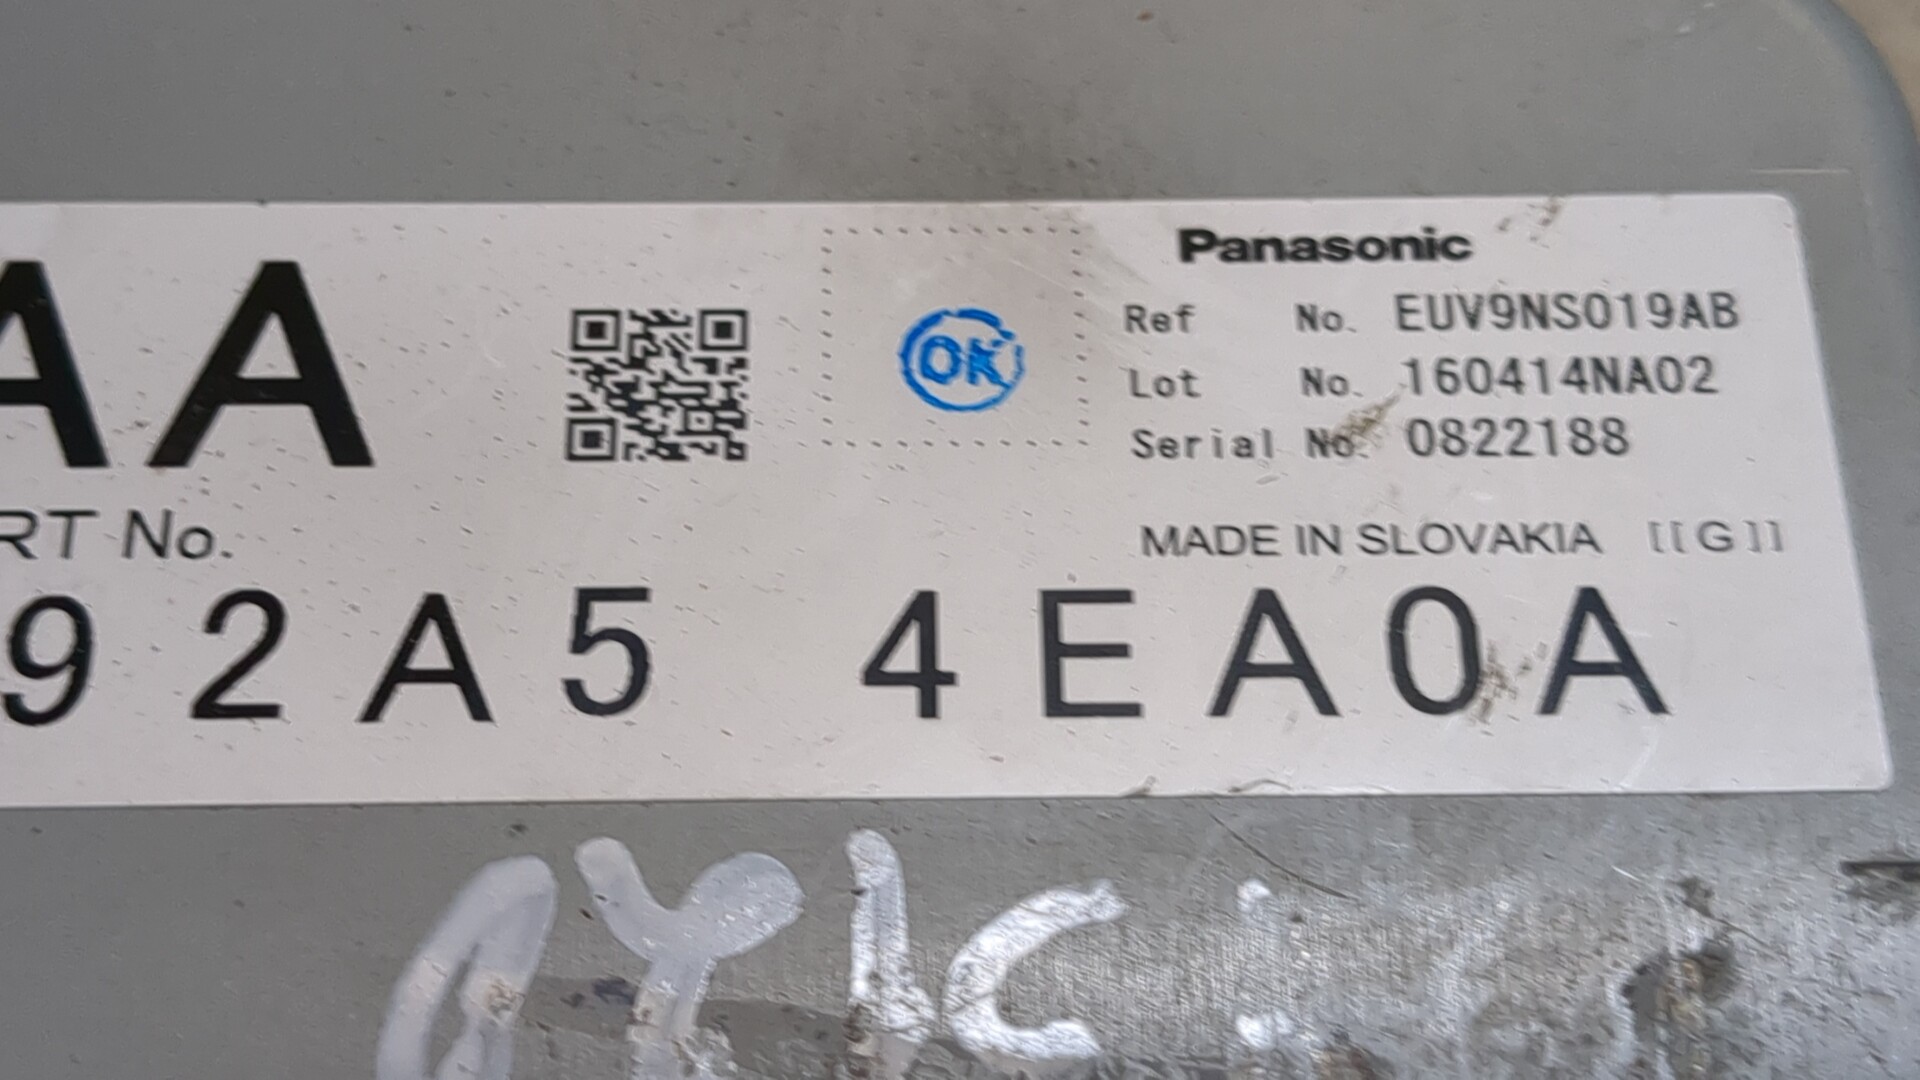 AA
OK
Panasonic
Ref No. EUV9NS019AB
Lot No. 160414NA02
Serial No. 0822188
RT No.
MADE IN SLOVAKIA [[G]]
92A5 4EA0A